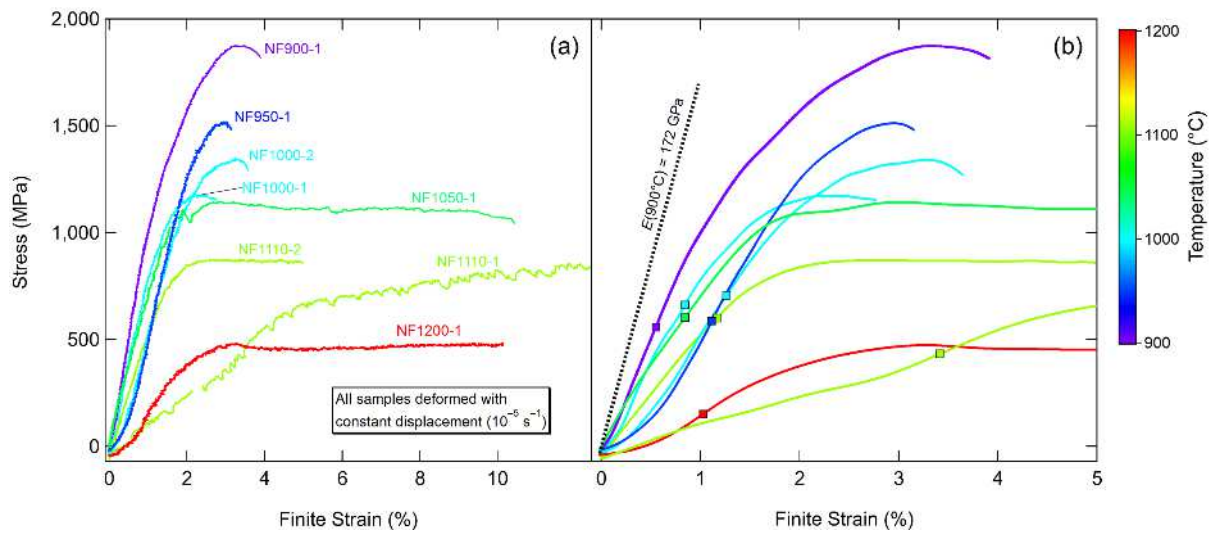 2,000
1,500
1,000
500
0
Stress (MPa)
(a)
NF900-1
NF950-1
NF1000-2
NF1000-1
NF1050-1
NF1110-2
NF1110-1
NF1200-1
All samples deformed with
constant displacement (10⁻⁵ s⁻¹)
0 2 4 6 8 10
Finite Strain (%)
(b)
E(900°C) = 172 GPa
0 1 2 3 4 5
Finite Strain (%)
1200
1100
1000
900
Temperature (°C)